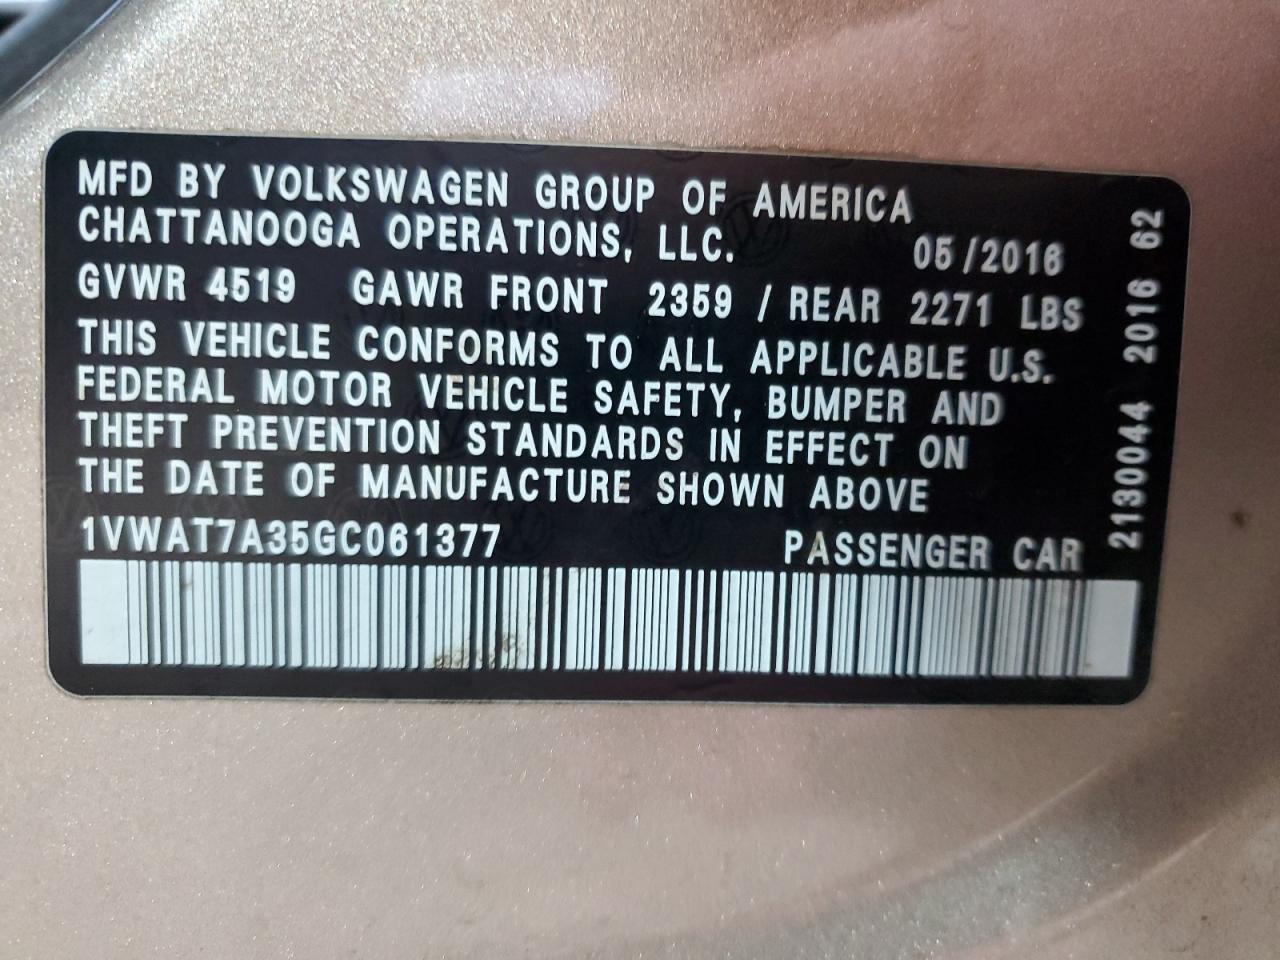 MFD BY VOLKSWAGEN GROUP OF AMERICA
CHATTANOOGA OPERATIONS, LLC. 05/2016
GVWR 4519 GAWR FRONT 2359 / REAR 2271 LBS
THIS VEHICLE CONFORMS TO ALL APPLICABLE U.S.
FEDERAL MOTOR VEHICLE SAFETY, BUMPER AND
THEFT PREVENTION STANDARDS IN EFFECT ON
THE DATE OF MANUFACTURE SHOWN ABOVE
1VWAT7A35GC061377 PASSENGER CAR
2130044 2016 62